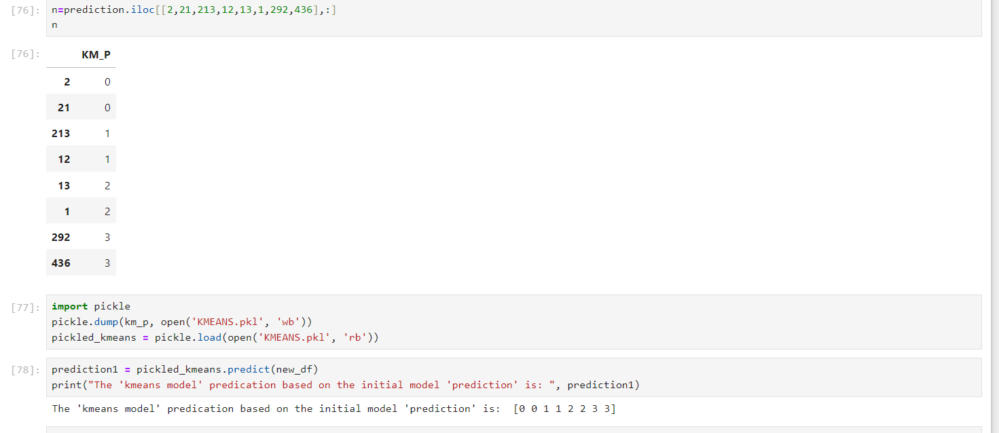 [76]: n=prediction.iloc[[2,21,213,12,13,1,292,436],:]
n
[76]: KM_P
2 0
21 0
213 1
12 1
13 2
1 2
292 3
436 3
[77]: import pickle
pickle.dump(km_p, open('KMEANS.pkl', 'wb'))
pickled_kmeans = pickle.load(open('KMEANS.pkl', 'rb'))
[78]: prediction1 = pickled_kmeans.predict(new_df)
print("The 'kmeans model' predication based on the initial model 'prediction' is: ", prediction1)
The 'kmeans model' predication based on the initial model 'prediction' is:  [0 0 1 1 2 2 3 3]